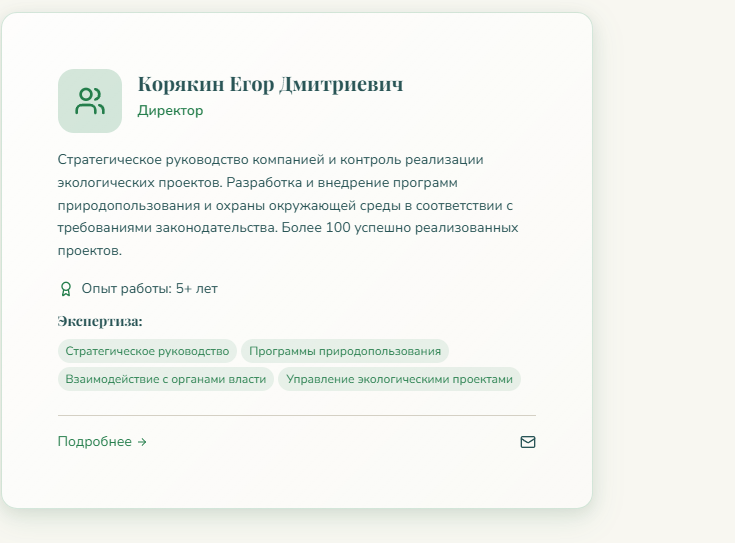 Корякин Егор Дмитриевич
Директор
Стратегическое руководство компанией и контроль реализации
экологических проектов. Разработка и внедрение программ
природопользования и охраны окружающей среды в соответствии с
требованиями законодательства. Более 100 успешно реализованных
проектов.
Опыт работы: 5+ лет
Экспертиза:
Стратегическое руководство Программы природопользования
Взаимодействие с органами власти Управление экологическими проектами
Подробнее →